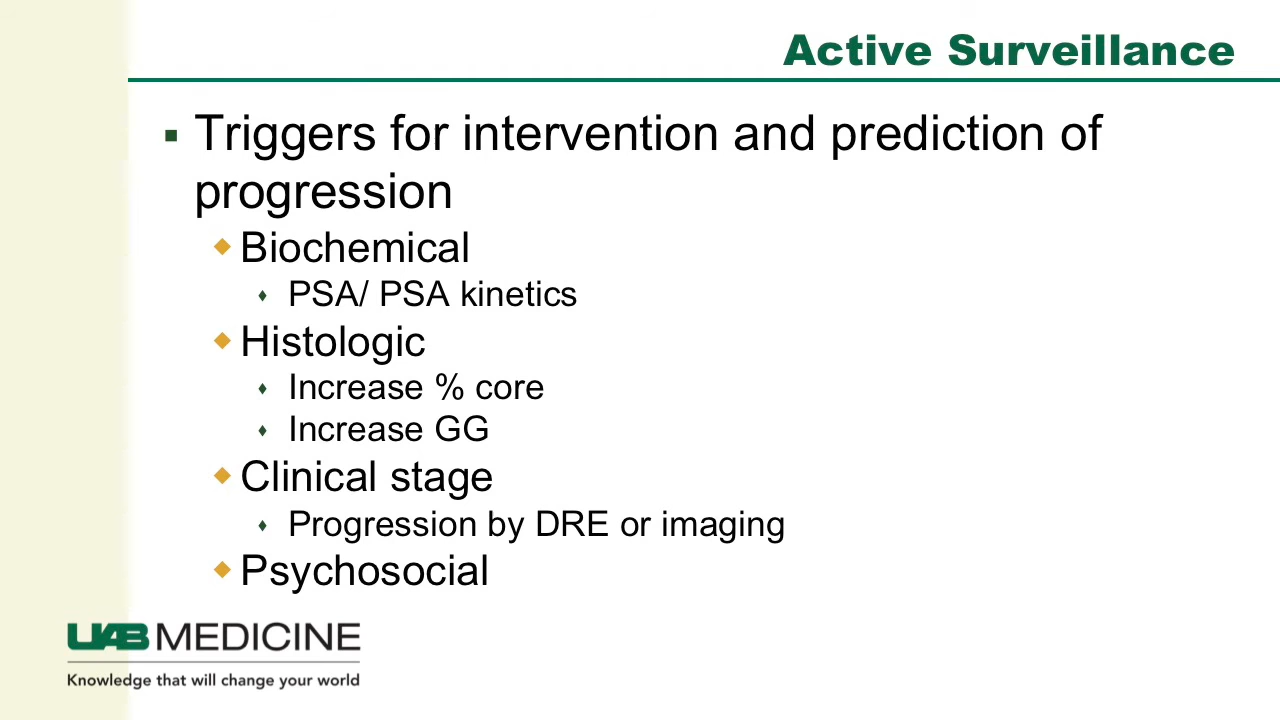 Active Surveillance
Triggers for intervention and prediction of
progression
Biochemical
PSA/ PSA kinetics
Histologic
Increase % core
Increase GG
Clinical stage
Progression by DRE or imaging
Psychosocial
UAB MEDICINE
Knowledge that will change your world